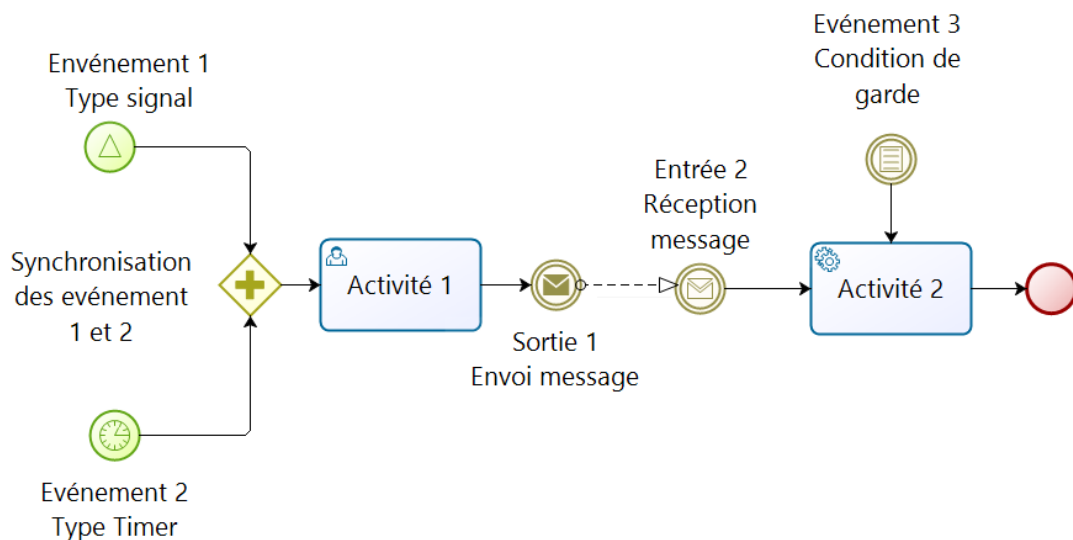 Envénement 1
Type signal
Synchronisation
des evénement
1 et 2
Evénement 2
Type Timer
Activité 1
Sortie 1
Envoi message
Entrée 2
Réception
message
Evénement 3
Condition de
garde
Activité 2